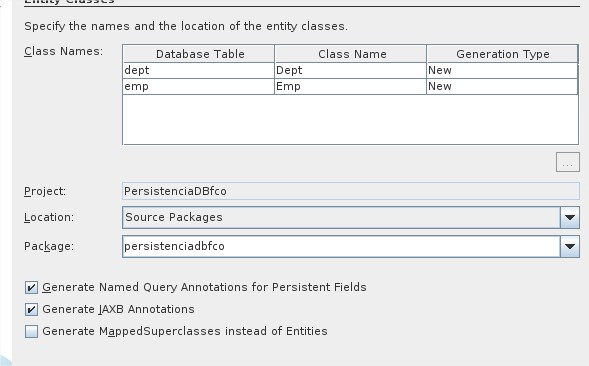 Entity Classes
Specify the names and the location of the entity classes.
Class Names:
Database Table Class Name Generation Type
dept Dept New
emp Emp New
...
Project: PersistenciaDBfco
Location: Source Packages
Package: persistenciadbfco
Generate Named Query Annotations for Persistent Fields
Generate JAXB Annotations
Generate MappedSuperclasses instead of Entities